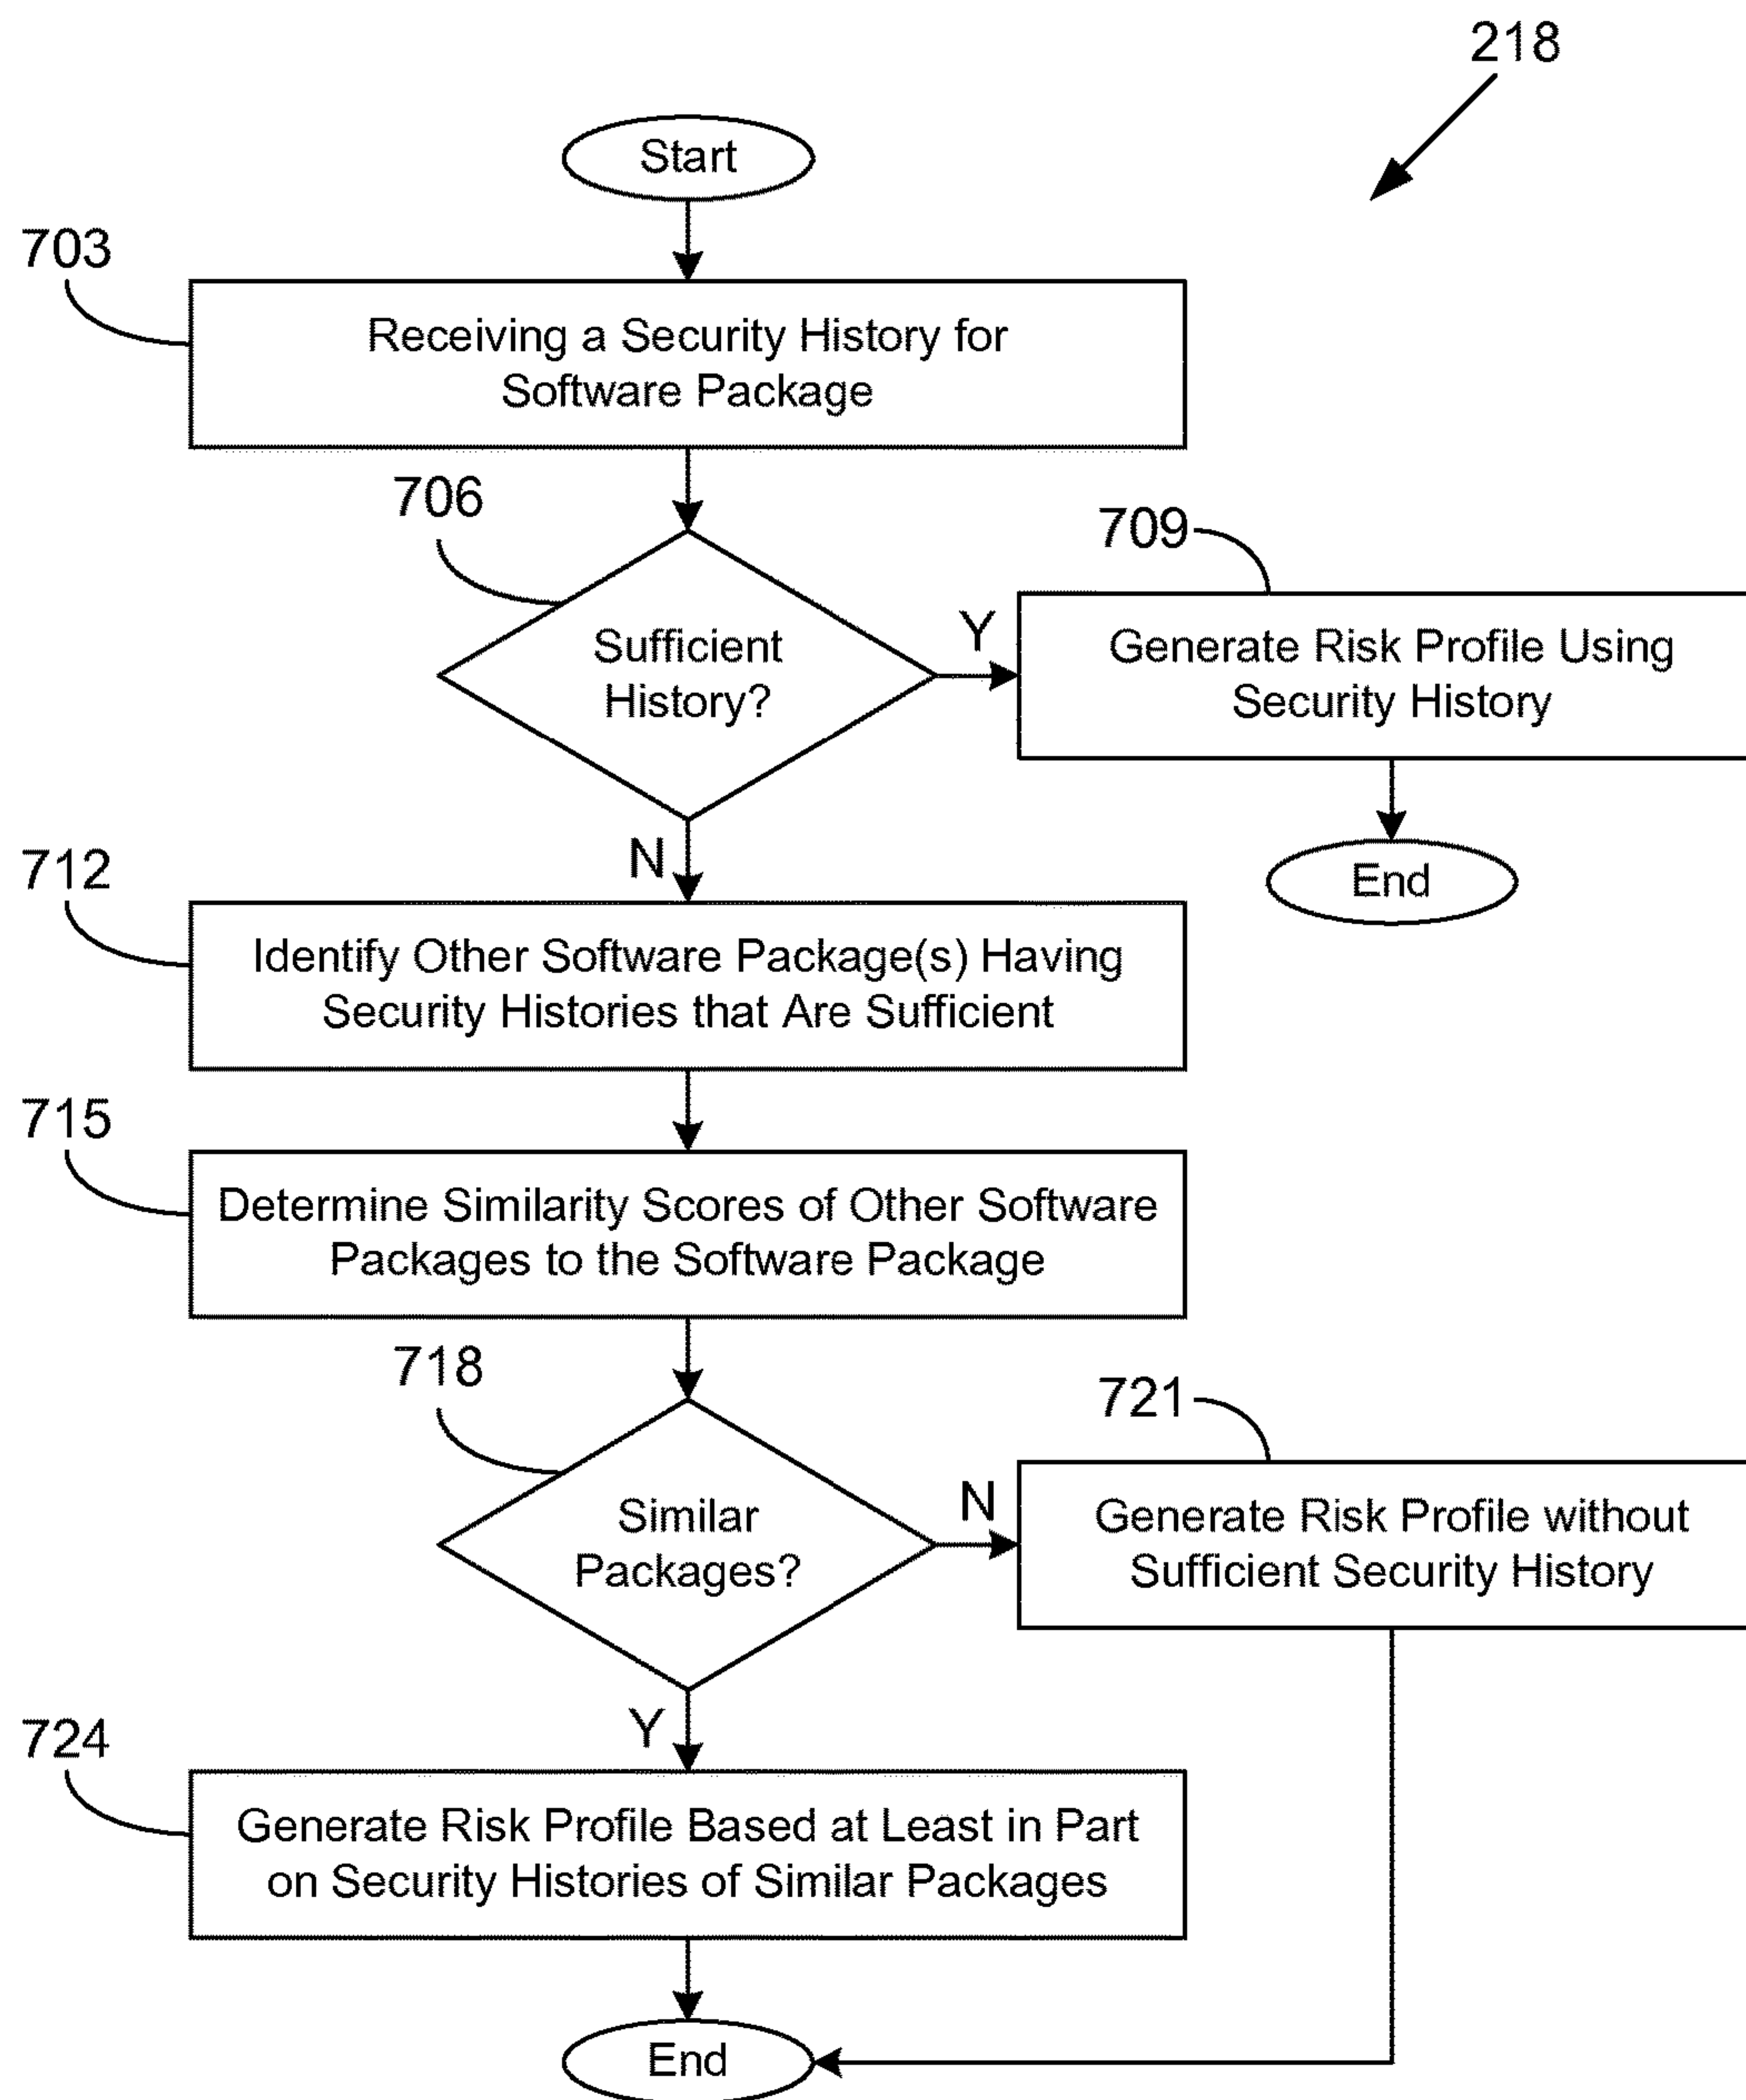 218
Start
703
Receiving a Security History for
Software Package
706
Sufficient
History?
Y
709
Generate Risk Profile Using
Security History
End
N
712
Identify Other Software Package(s) Having
Security Histories that Are Sufficient
715
Determine Similarity Scores of Other Software
Packages to the Software Package
718
Similar
Packages?
N
721
Generate Risk Profile without
Sufficient Security History
Y
724
Generate Risk Profile Based at Least in Part
on Security Histories of Similar Packages
End